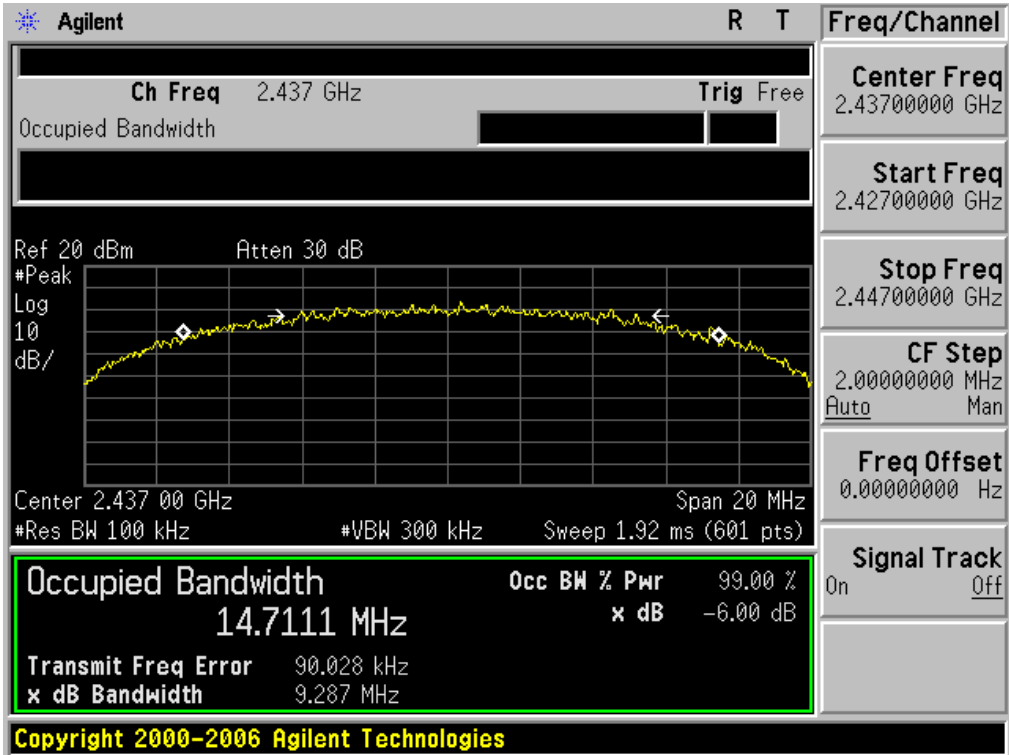 Agilent R T
Ch Freq 2.437 GHz Trig Free
Occupied Bandwidth
Ref 20 dBm Atten 30 dB
#Peak
Log
10
dB/
Center 2.437 00 GHz Span 20 MHz
#Res BW 100 kHz #VBW 300 kHz Sweep 1.92 ms (601 pts)
Occupied Bandwidth
14.7111 MHz
Occ BW % Pwr 99.00 %
x dB -6.00 dB
Transmit Freq Error 90.028 kHz
x dB Bandwidth 9.287 MHz
Copyright 2000-2006 Agilent Technologies
Freq/Channel
Center Freq
2.43700000 GHz
Start Freq
2.42700000 GHz
Stop Freq
2.44700000 GHz
CF Step
2.00000000 MHz
Auto Man
Freq Offset
0.00000000 Hz
Signal Track
On Off